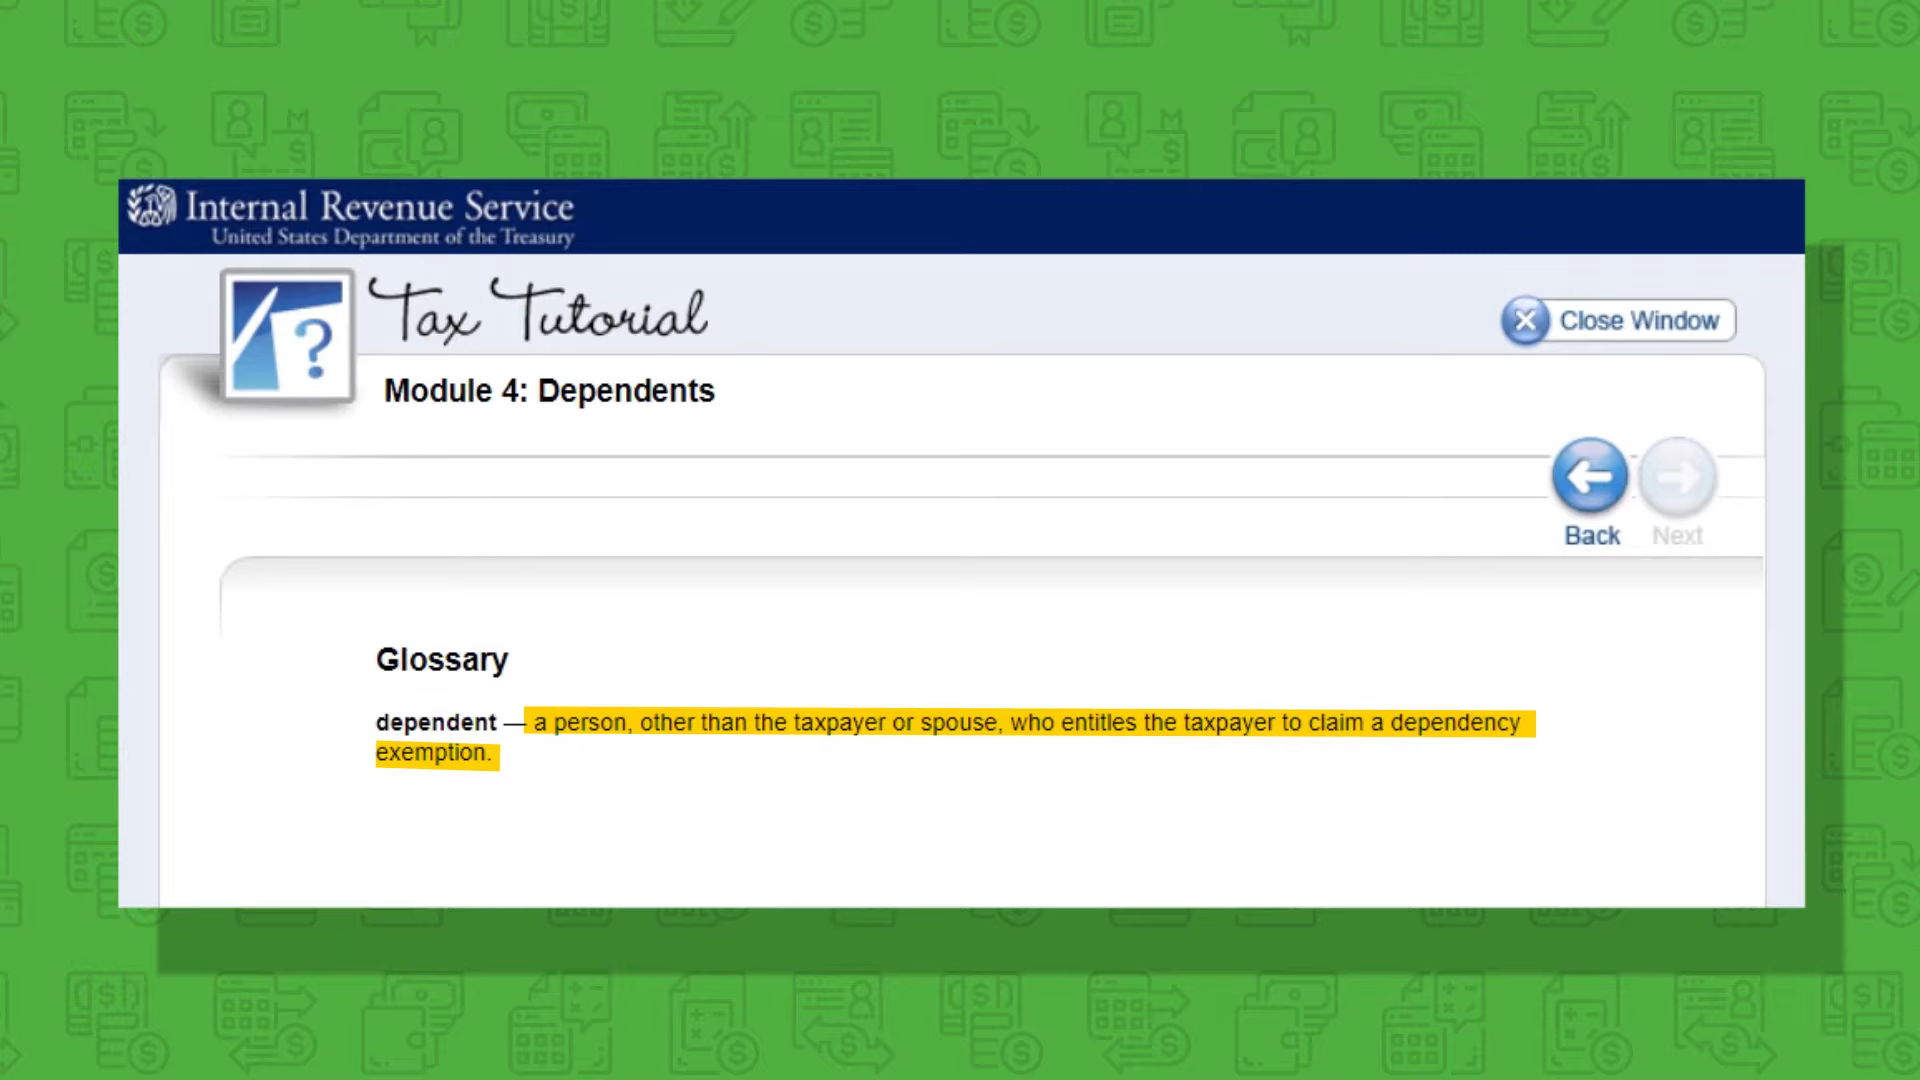 Internal Revenue Service
United States Department of the Treasury
Tax Tutorial
Close Window
Module 4: Dependents
Back Next
Glossary
dependent — a person, other than the taxpayer or spouse, who entitles the taxpayer to claim a dependency
exemption.